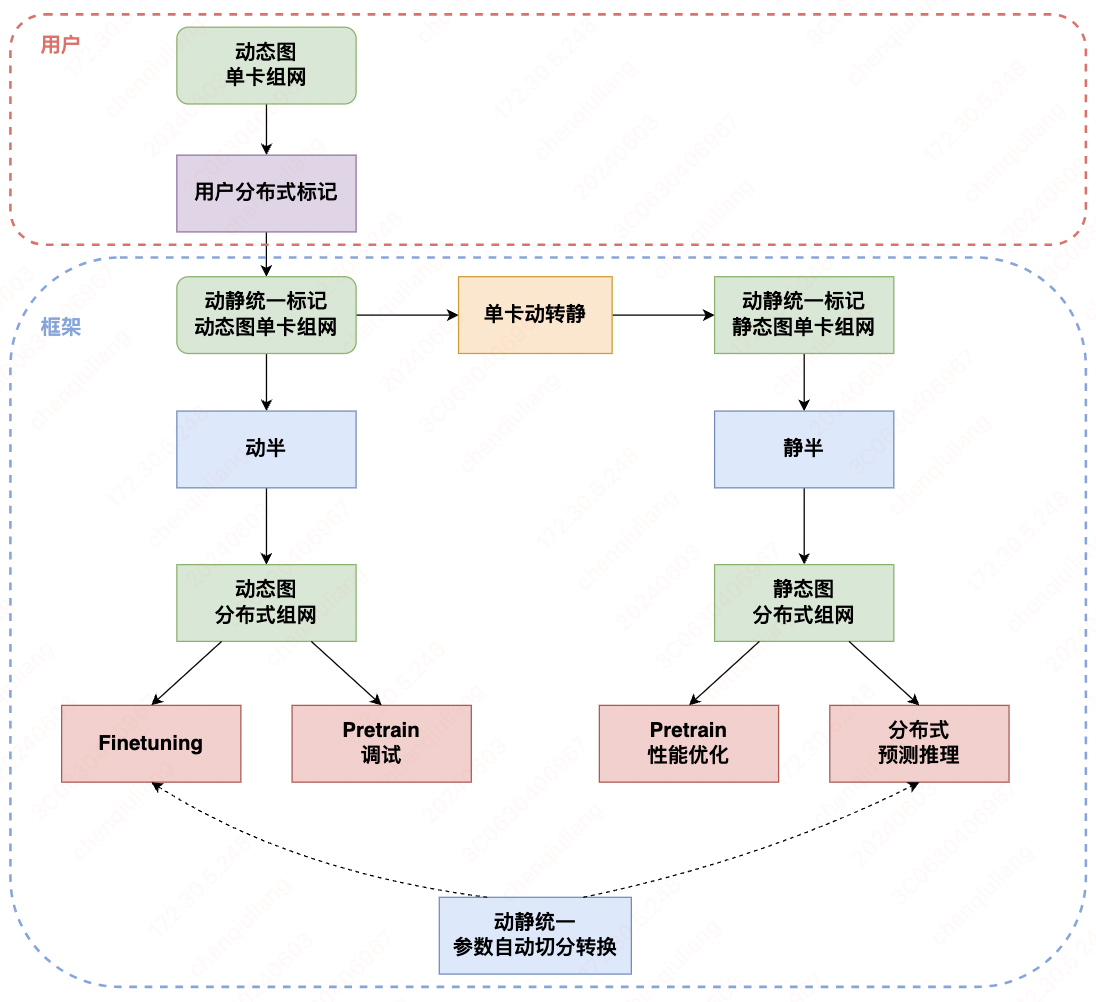 用户
动态图
单卡组网
用户分布式标记
框架
动静统一标记
动态图单卡组网
单卡动转静
动静统一标记
静态图单卡组网
动半
静半
动态图
分布式组网
静态图
分布式组网
Finetuning
Pretrain
调试
Pretrain
性能优化
分布式
预测推理
动静统一
参数自动切分转换